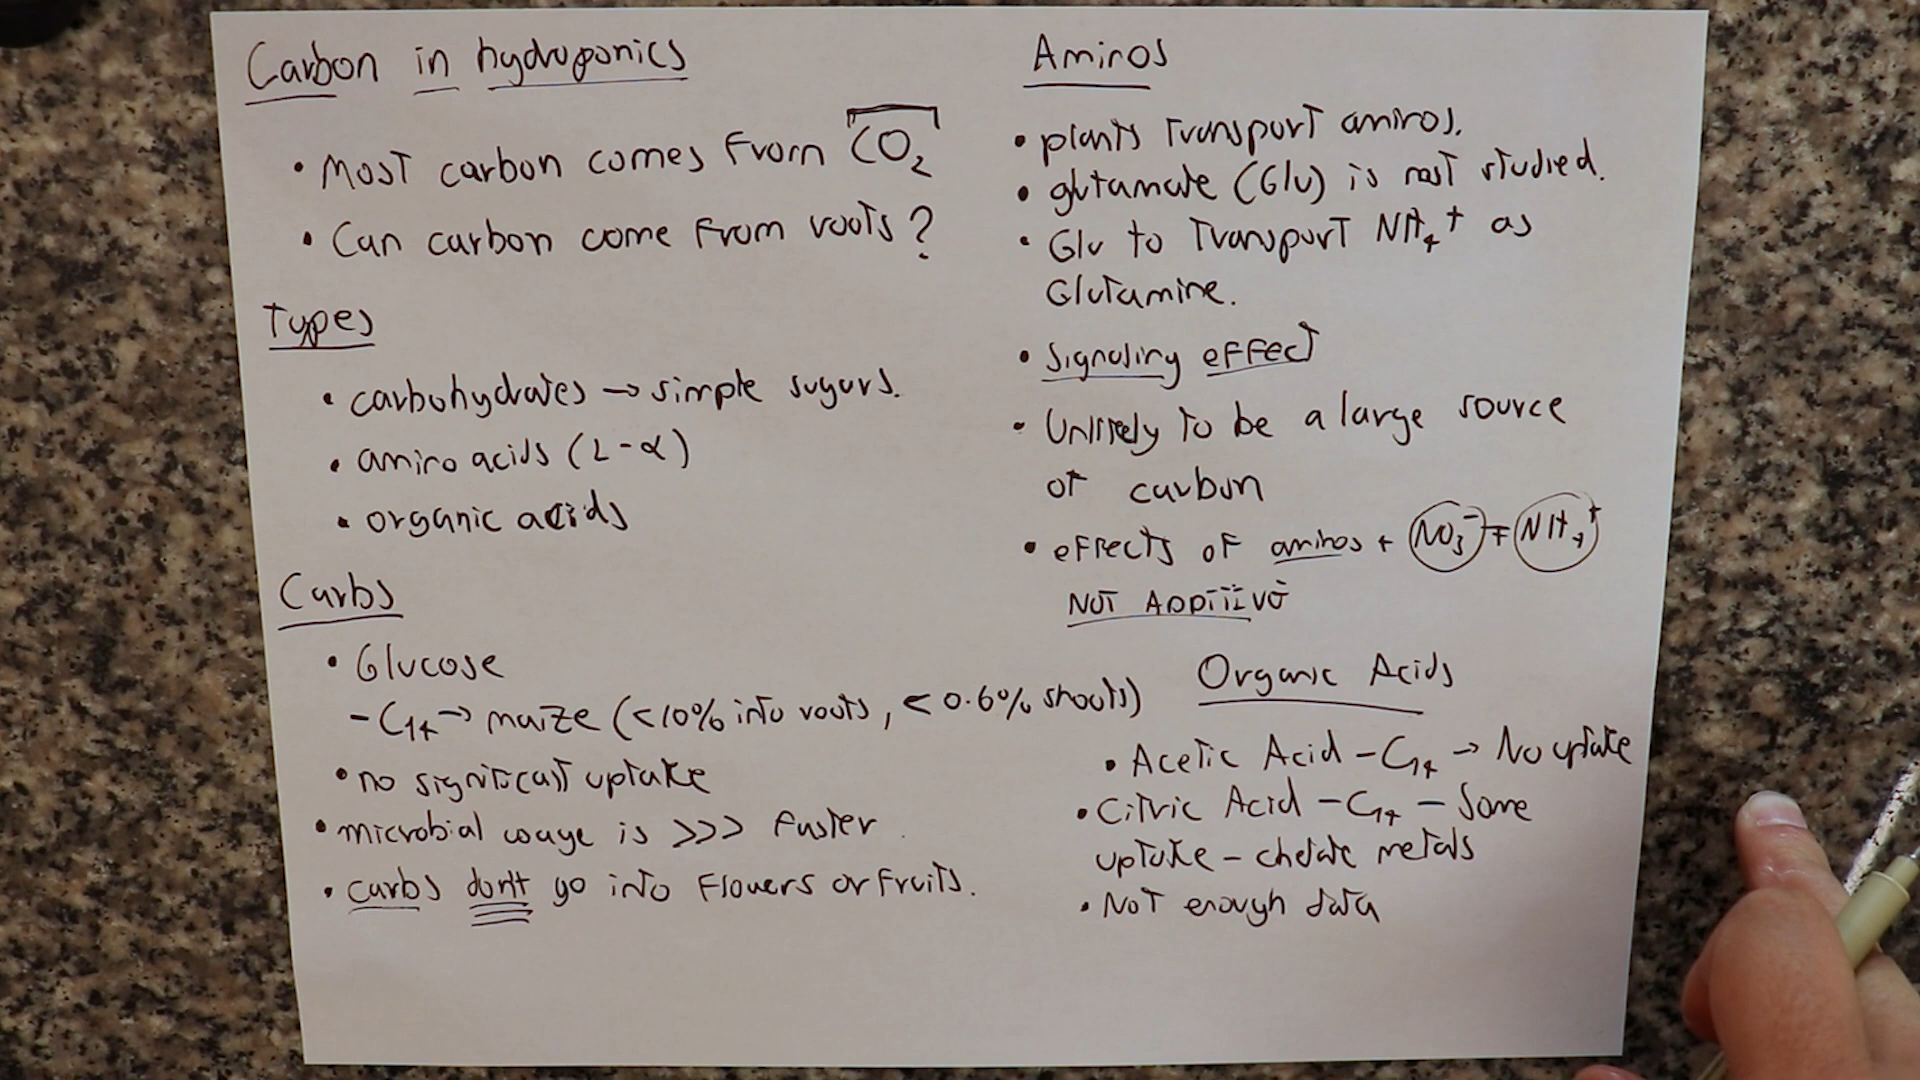 Carbon in hydroponics
• Most carbon comes from CO₂
• Can carbon come from roots?
Types
• carbohydrates → simple sugars.
• amino acids (L-α)
• organic acids
Carbs
• Glucose
- C14 → maize (<10% into roots, <0.6% shoots)
• no significant uptake
• microbial usage is >>> faster.
• carbs don't go into flowers or fruits.
Aminos
• plants transport aminos.
• glutamate (Glu) is most studied.
• Glu to transport NH₄⁺ as
Glutamine.
• Signaling effect
• Unlikely to be a large source
of carbon
• effects of aminos + NO₃⁻ + NH₄⁺
NOT ADDITIVE
Organic Acids
• Acetic Acid - C14 → No uptake
• Citric Acid - C14 - Some
uptake - chelate metals
• Not enough data